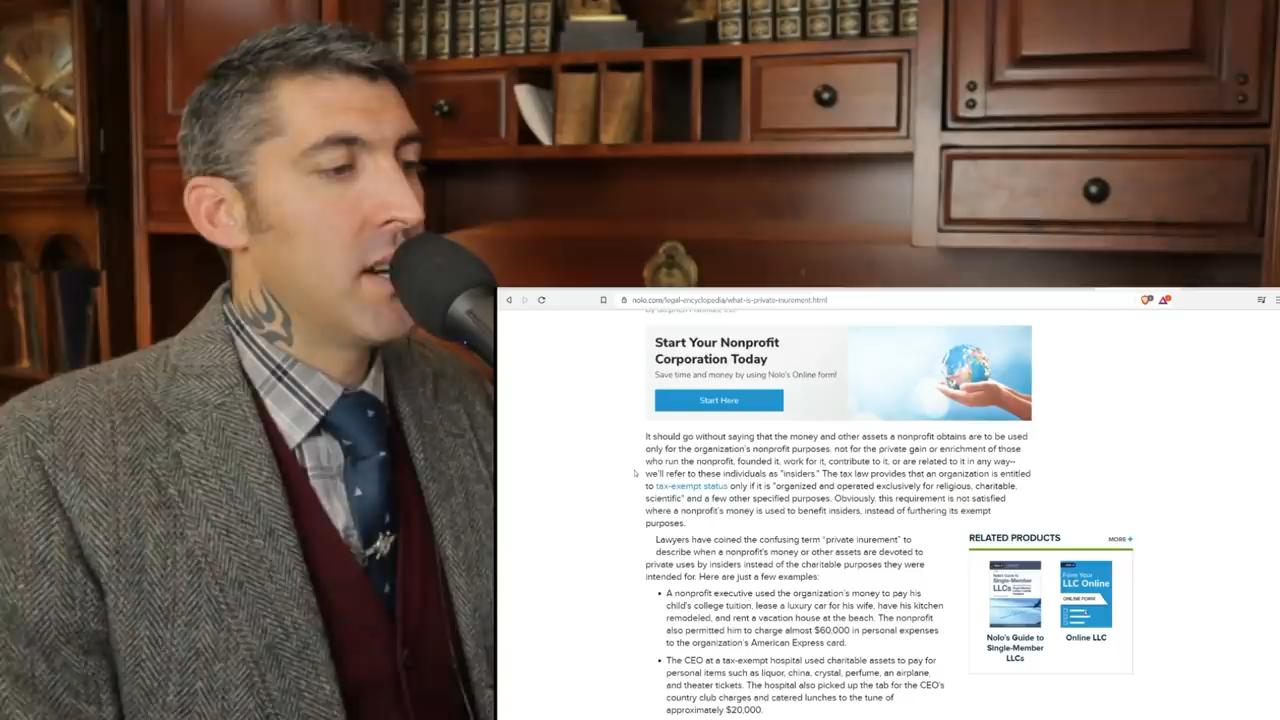 nolo.com/legal-encyclopedia/what-is-private-inurement.html
Start Your Nonprofit
Corporation Today
Save time and money by using Nolo's Online form!
Start Here
It should go without saying that the money and other assets a nonprofit obtains are to be used
only for the organization's nonprofit purposes, not for the private gain or enrichment of those
who run the nonprofit, founded it, work for it, contribute to it, or are related to it in any way--
we'll refer to these individuals as "insiders." The tax law provides that an organization is entitled
to tax-exempt status only if it is "organized and operated exclusively for religious, charitable,
scientific" and a few other specified purposes. Obviously, this requirement is not satisfied
where a nonprofit's money is used to benefit insiders, instead of furthering its exempt
purposes.
Lawyers have coined the confusing term "private inurement" to
describe when a nonprofit's money or other assets are devoted to
private uses by insiders instead of the charitable purposes they were
intended for. Here are just a few examples:
• A nonprofit executive used the organization's money to pay his
child's college tuition, lease a luxury car for his wife, have his kitchen
remodeled, and rent a vacation house at the beach. The nonprofit
also permitted him to charge almost $60,000 in personal expenses
to the organization's American Express card.
• The CEO at a tax-exempt hospital used charitable assets to pay for
personal items such as liquor, china, crystal, perfume, an airplane,
and theater tickets. The hospital also picked up the tab for the CEO's
country club charges and catered lunches to the tune of
approximately $20,000.
RELATED PRODUCTS
MORE +
Nolo's Guide to
Single-Member
LLCs
Form Your
LLC Online
ONLINE FORM
Nolo's Guide to
Single-Member
LLCs
Online LLC